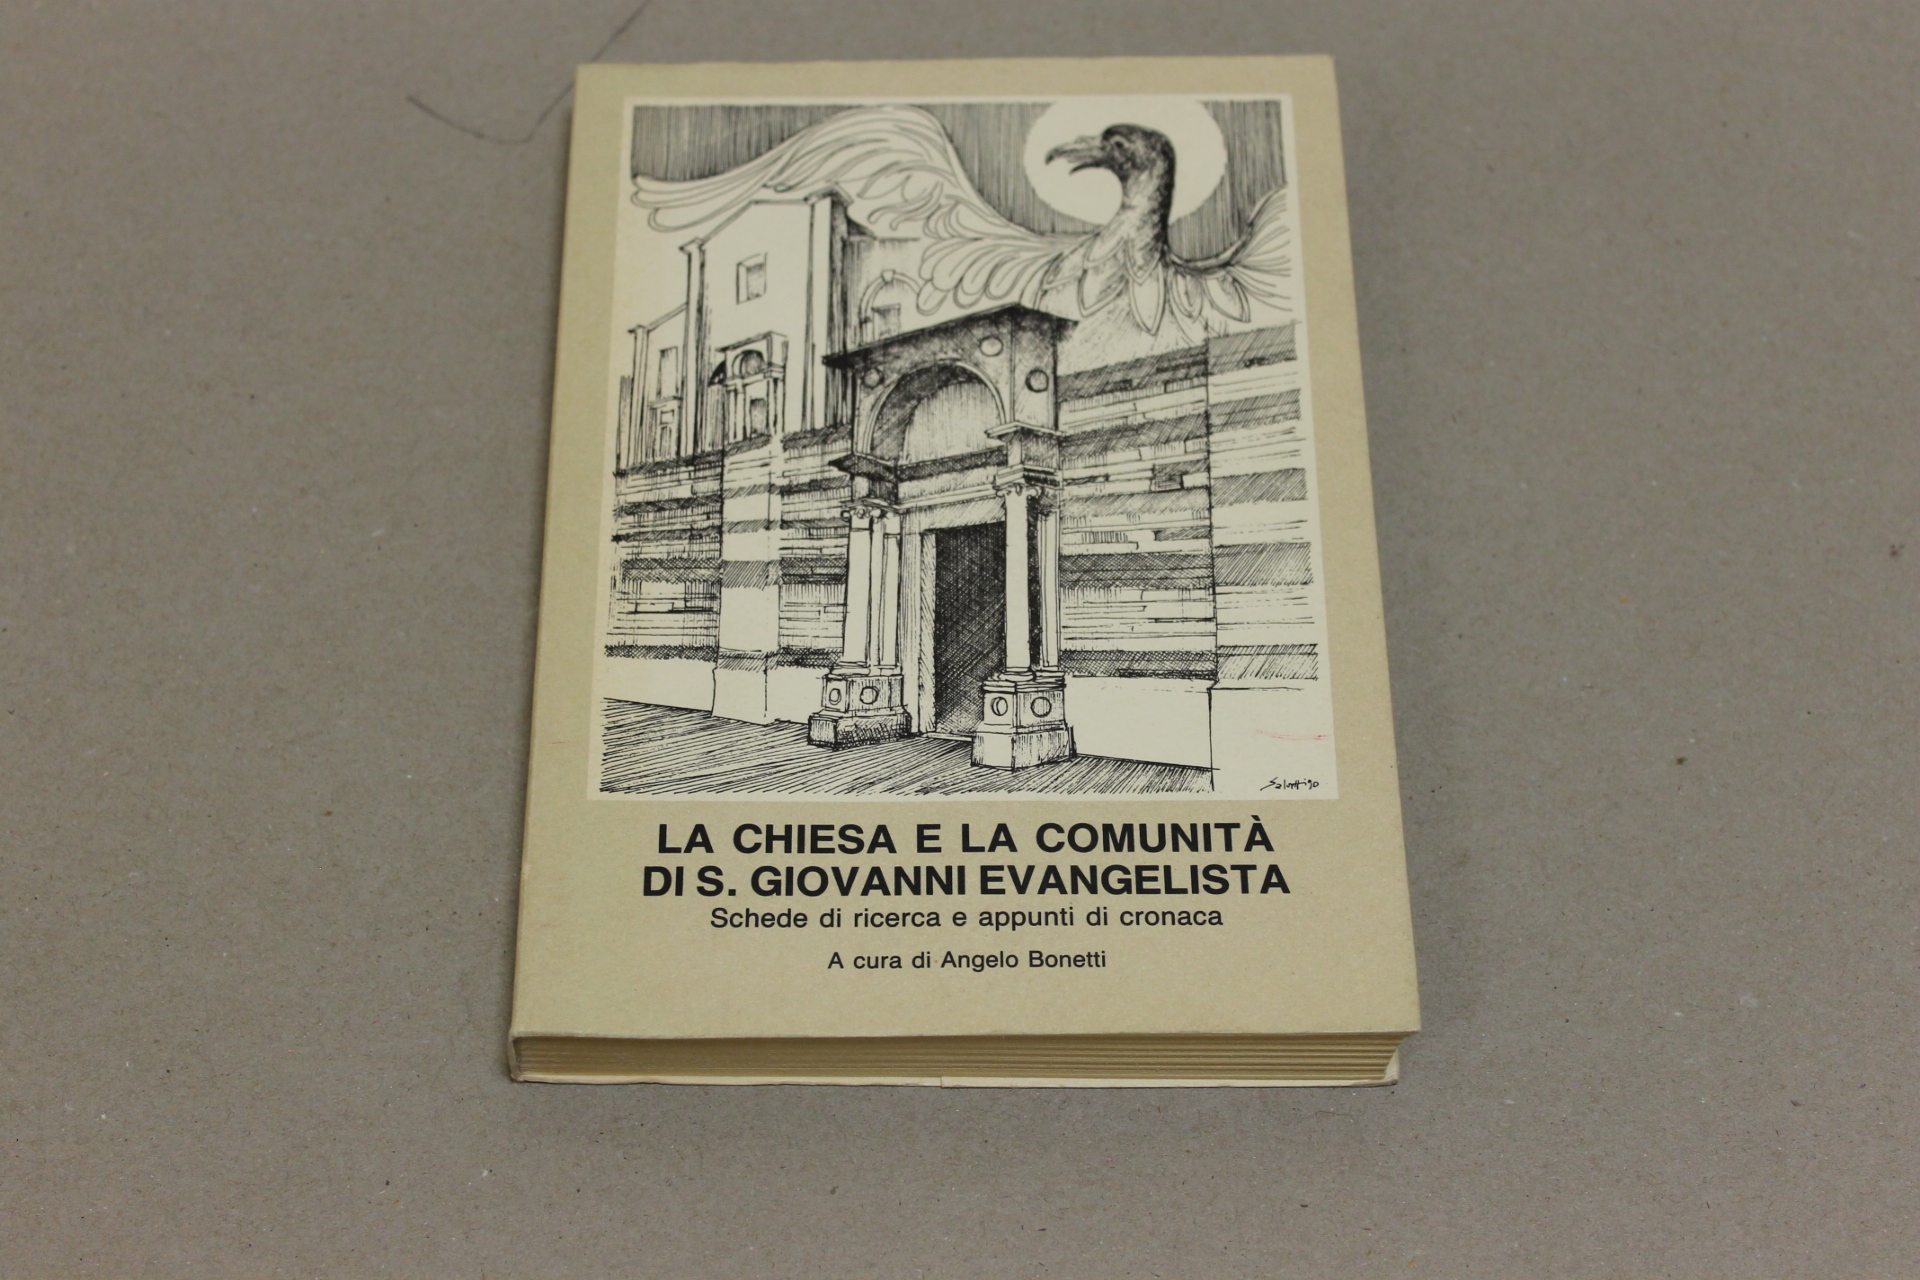 LA CHIESA E LA COMUNITÀ
DI S. GIOVANNI EVANGELISTA
Schede di ricerca e appunti di cronaca
A cura di Angelo Bonetti